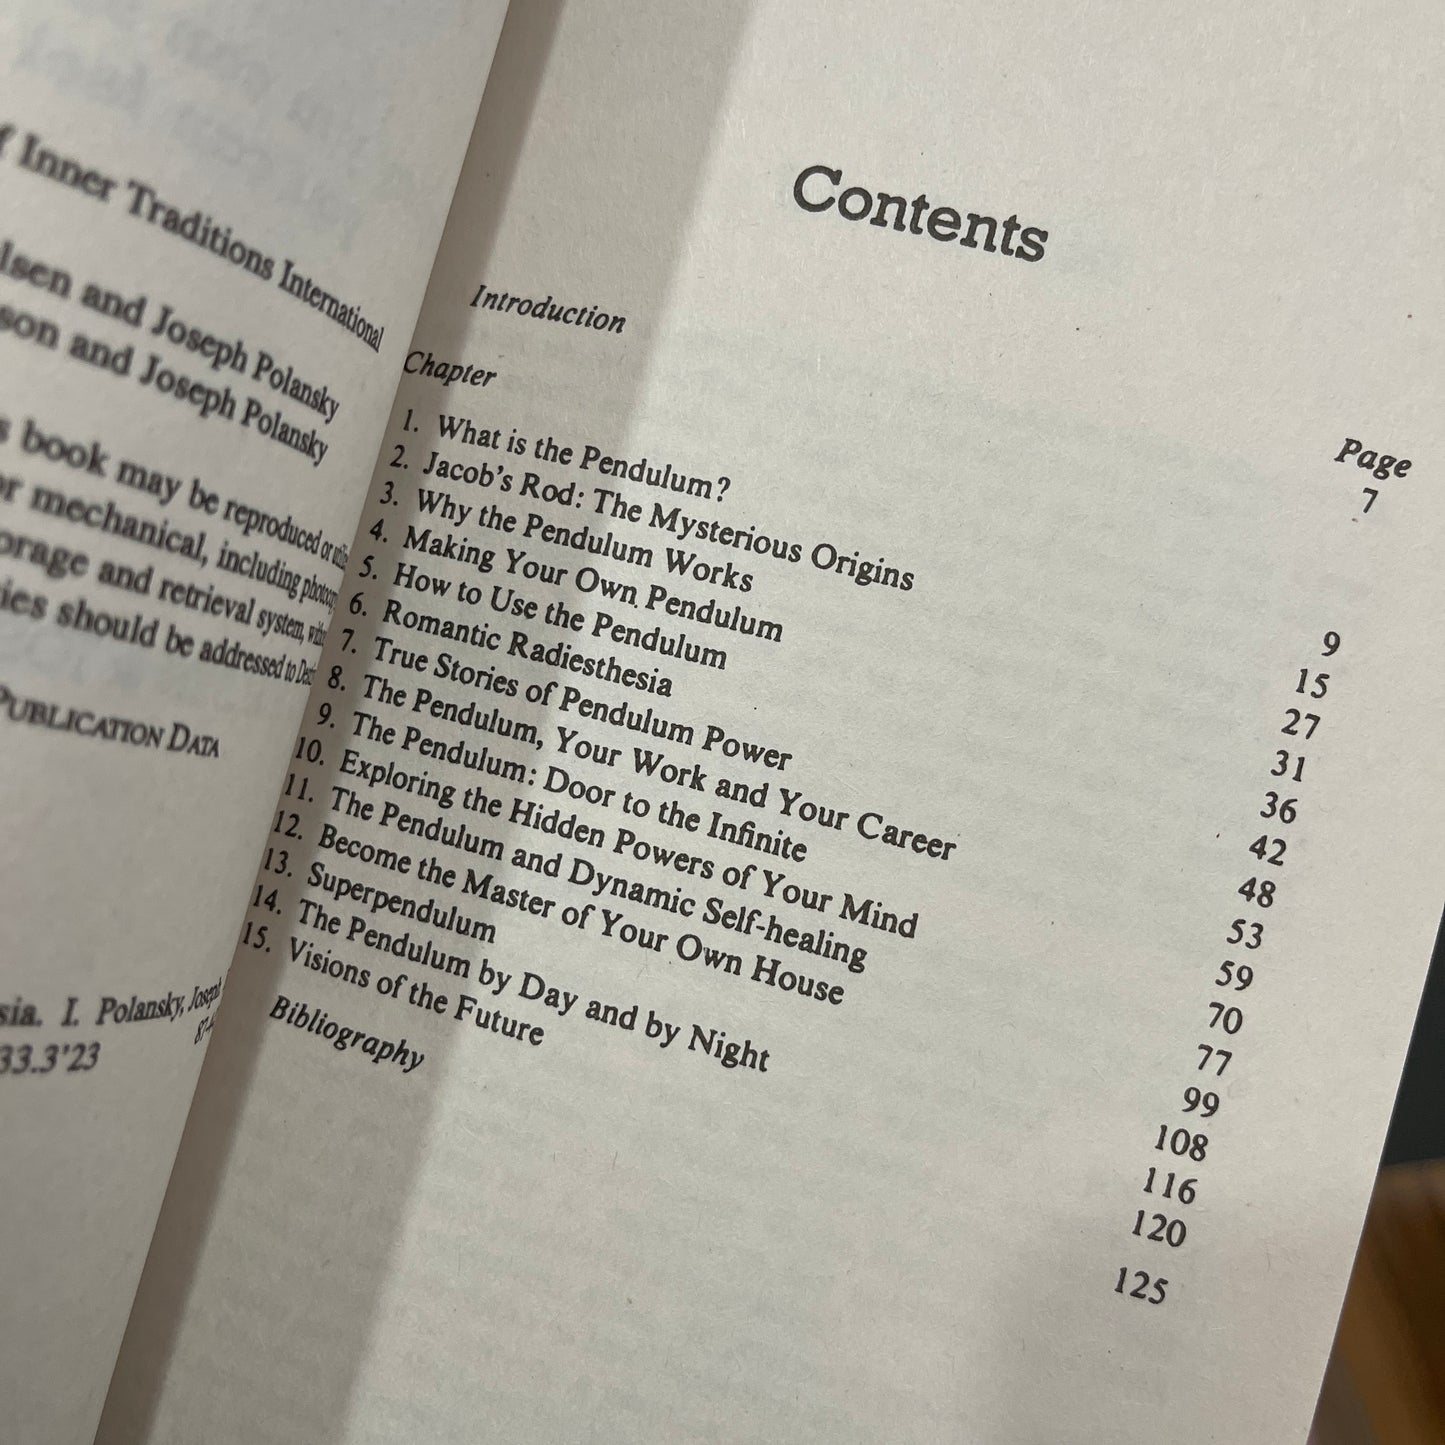 Inner Traditions International
and Joseph Polansky
and Joseph Polansky
book may be reproduced or
or mechanical, including
and retrieval system,
should be addressed to
PUBLICATION DATA
I. Polansky, Joseph
33.3'23
Contents
Page
Introduction 7
Chapter
1. What is the Pendulum? 9
2. Jacob's Rod: The Mysterious Origins 15
3. Why the Pendulum Works 27
4. Making Your Own Pendulum 31
5. How to Use the Pendulum 36
6. Romantic Radiesthesia 42
7. True Stories of Pendulum Power 48
8. The Pendulum, Your Work and Your Career 53
9. The Pendulum: Door to the Infinite 59
10. Exploring the Hidden Powers of Your Mind 70
11. The Pendulum and Dynamic Self-healing 77
12. Become the Master of Your Own House 99
13. Superpendulum 108
14. The Pendulum by Day and by Night 116
15. Visions of the Future 120
Bibliography 125